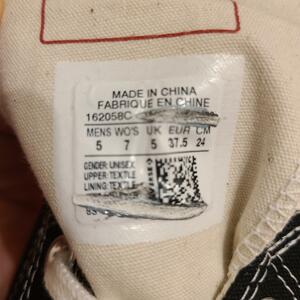 MADE IN CHINA
FABRIQUE EN CHINE
162058C
MENS WO'S UK EUR CM
5 7 5 37.5 24
GENDER: UNISEX
UPPER: TEXTILE
LINING: TEXTILE